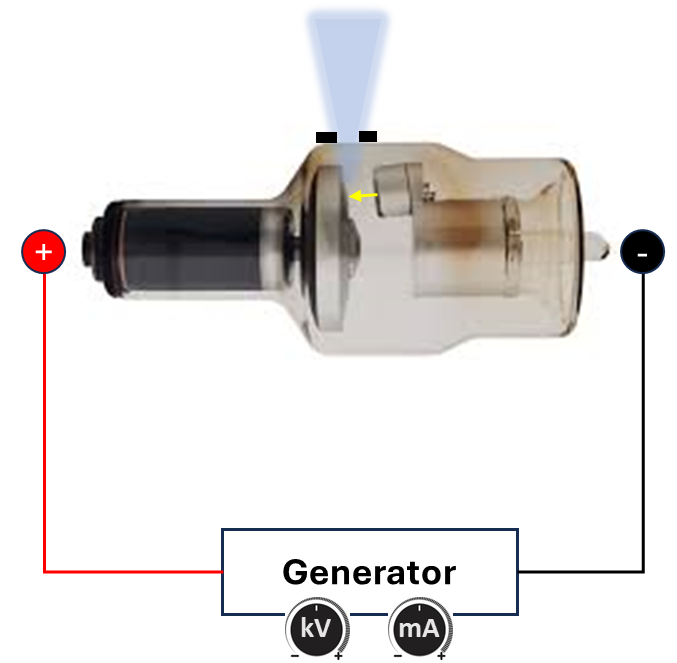 +
-
Generator
kV
mA
- +
- +